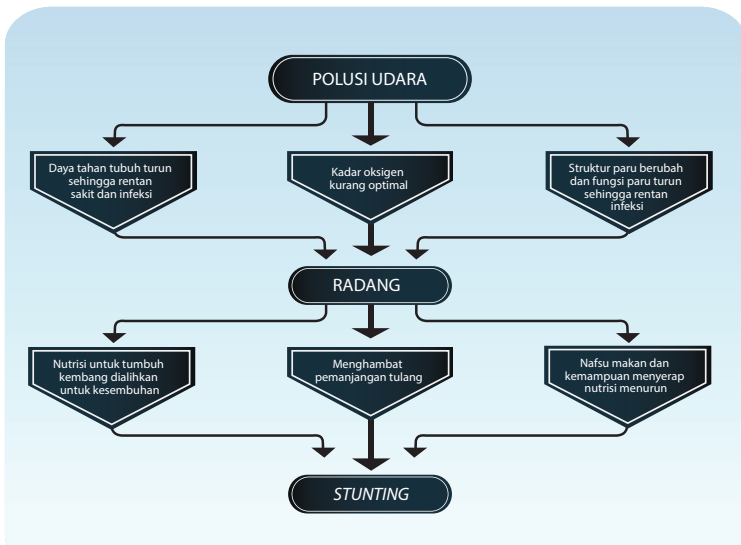 POLUSI UDARA
Daya tahan tubuh turun
sehingga rentan
sakit dan infeksi
Kadar oksigen
kurang optimal
Struktur paru berubah
dan fungsi paru turun
sehingga rentan
infeksi
RADANG
Nutrisi untuk tumbuh
kembang dialihkan
untuk kesembuhan
Menghambat
pemanjangan tulang
Nafsu makan dan
kemampuan menyerap
nutrisi menurun
STUNTING